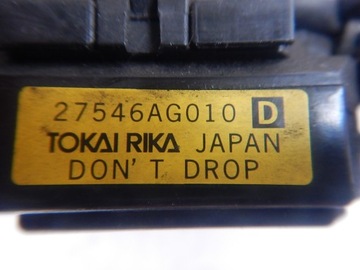 27546AG010 D
TOKAI RIKA JAPAN
DON'T DROP